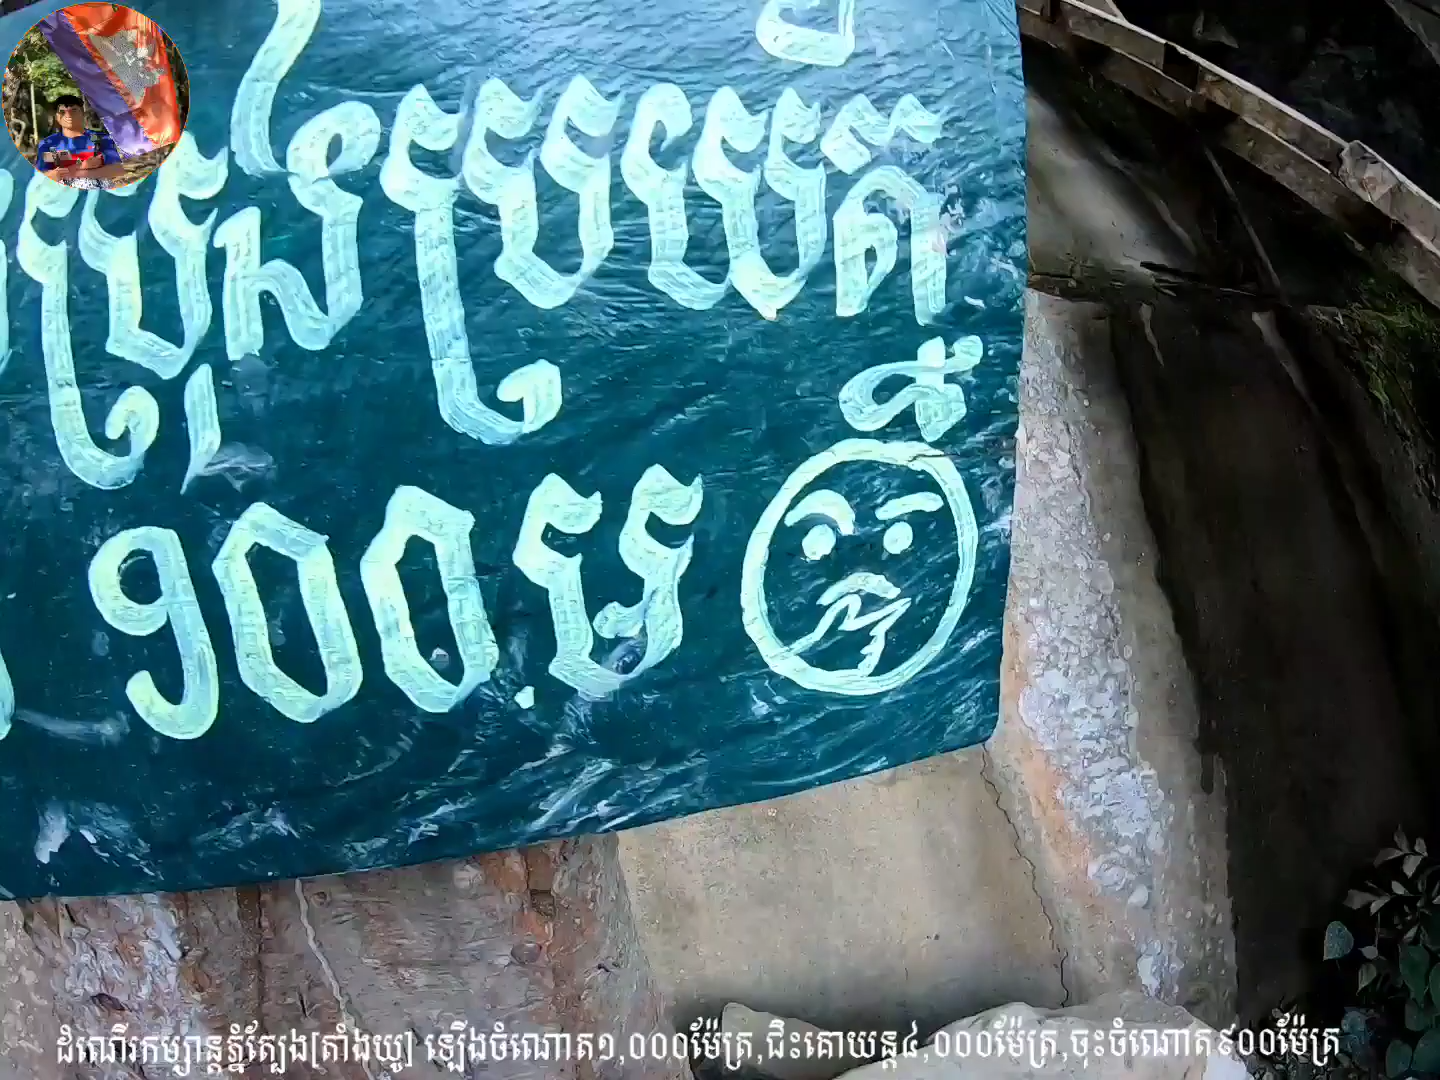 ប្រុងប្រយ័ត្ន
៩០០ម
ដំណើរកម្សាន្តភ្នំត្បែង[តាំងយូ] ឡើងចំណោត១,០០០ម៉ែត្រ,ជិះគោយន្ត៤,០០០ម៉ែត្រ,ចុះចំណោត៩០០ម៉ែត្រ